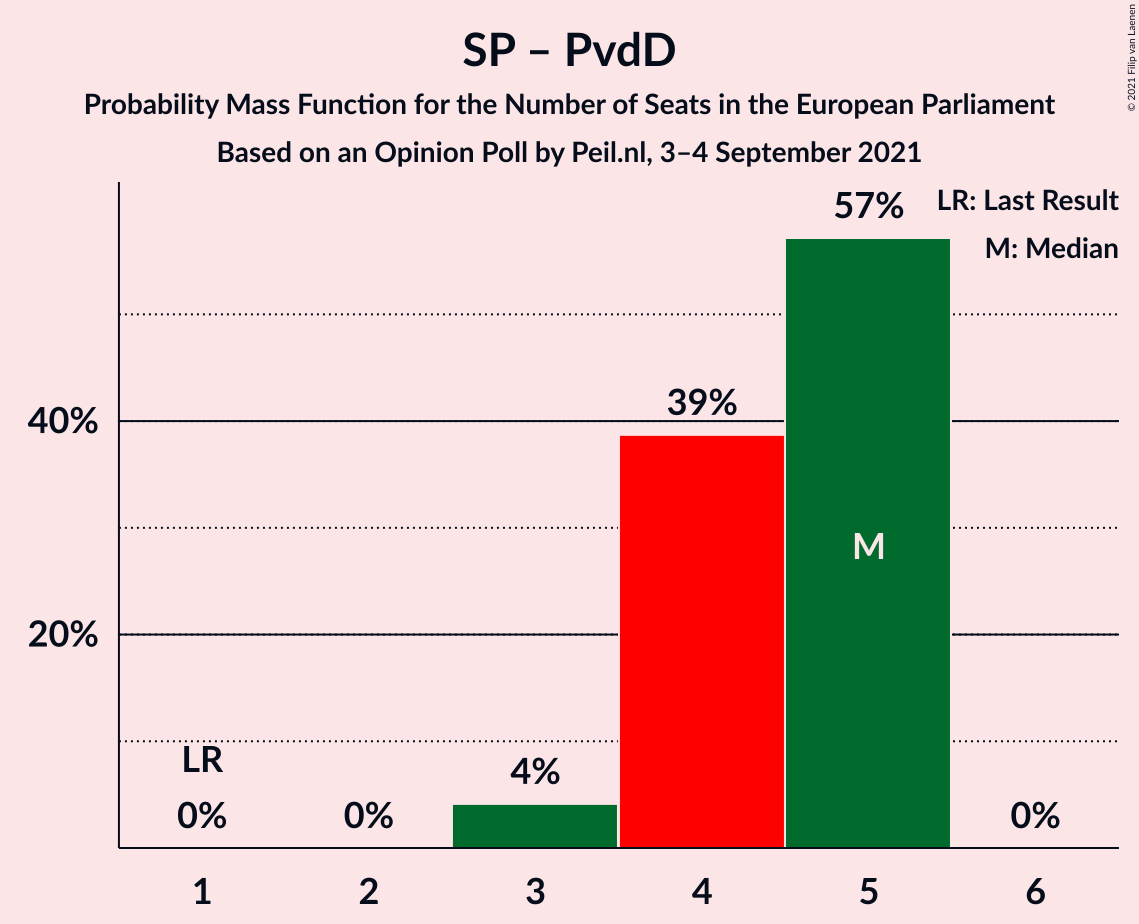 SP – PvdD
Probability Mass Function for the Number of Seats in the European Parliament
Based on an Opinion Poll by Peil.nl, 3–4 September 2021
© 2021 Filip van Laenen
LR: Last Result
M: Median
57%
39%
40%
M
20%
LR
4%
0%
0%
0%
1
2
3
4
5
6